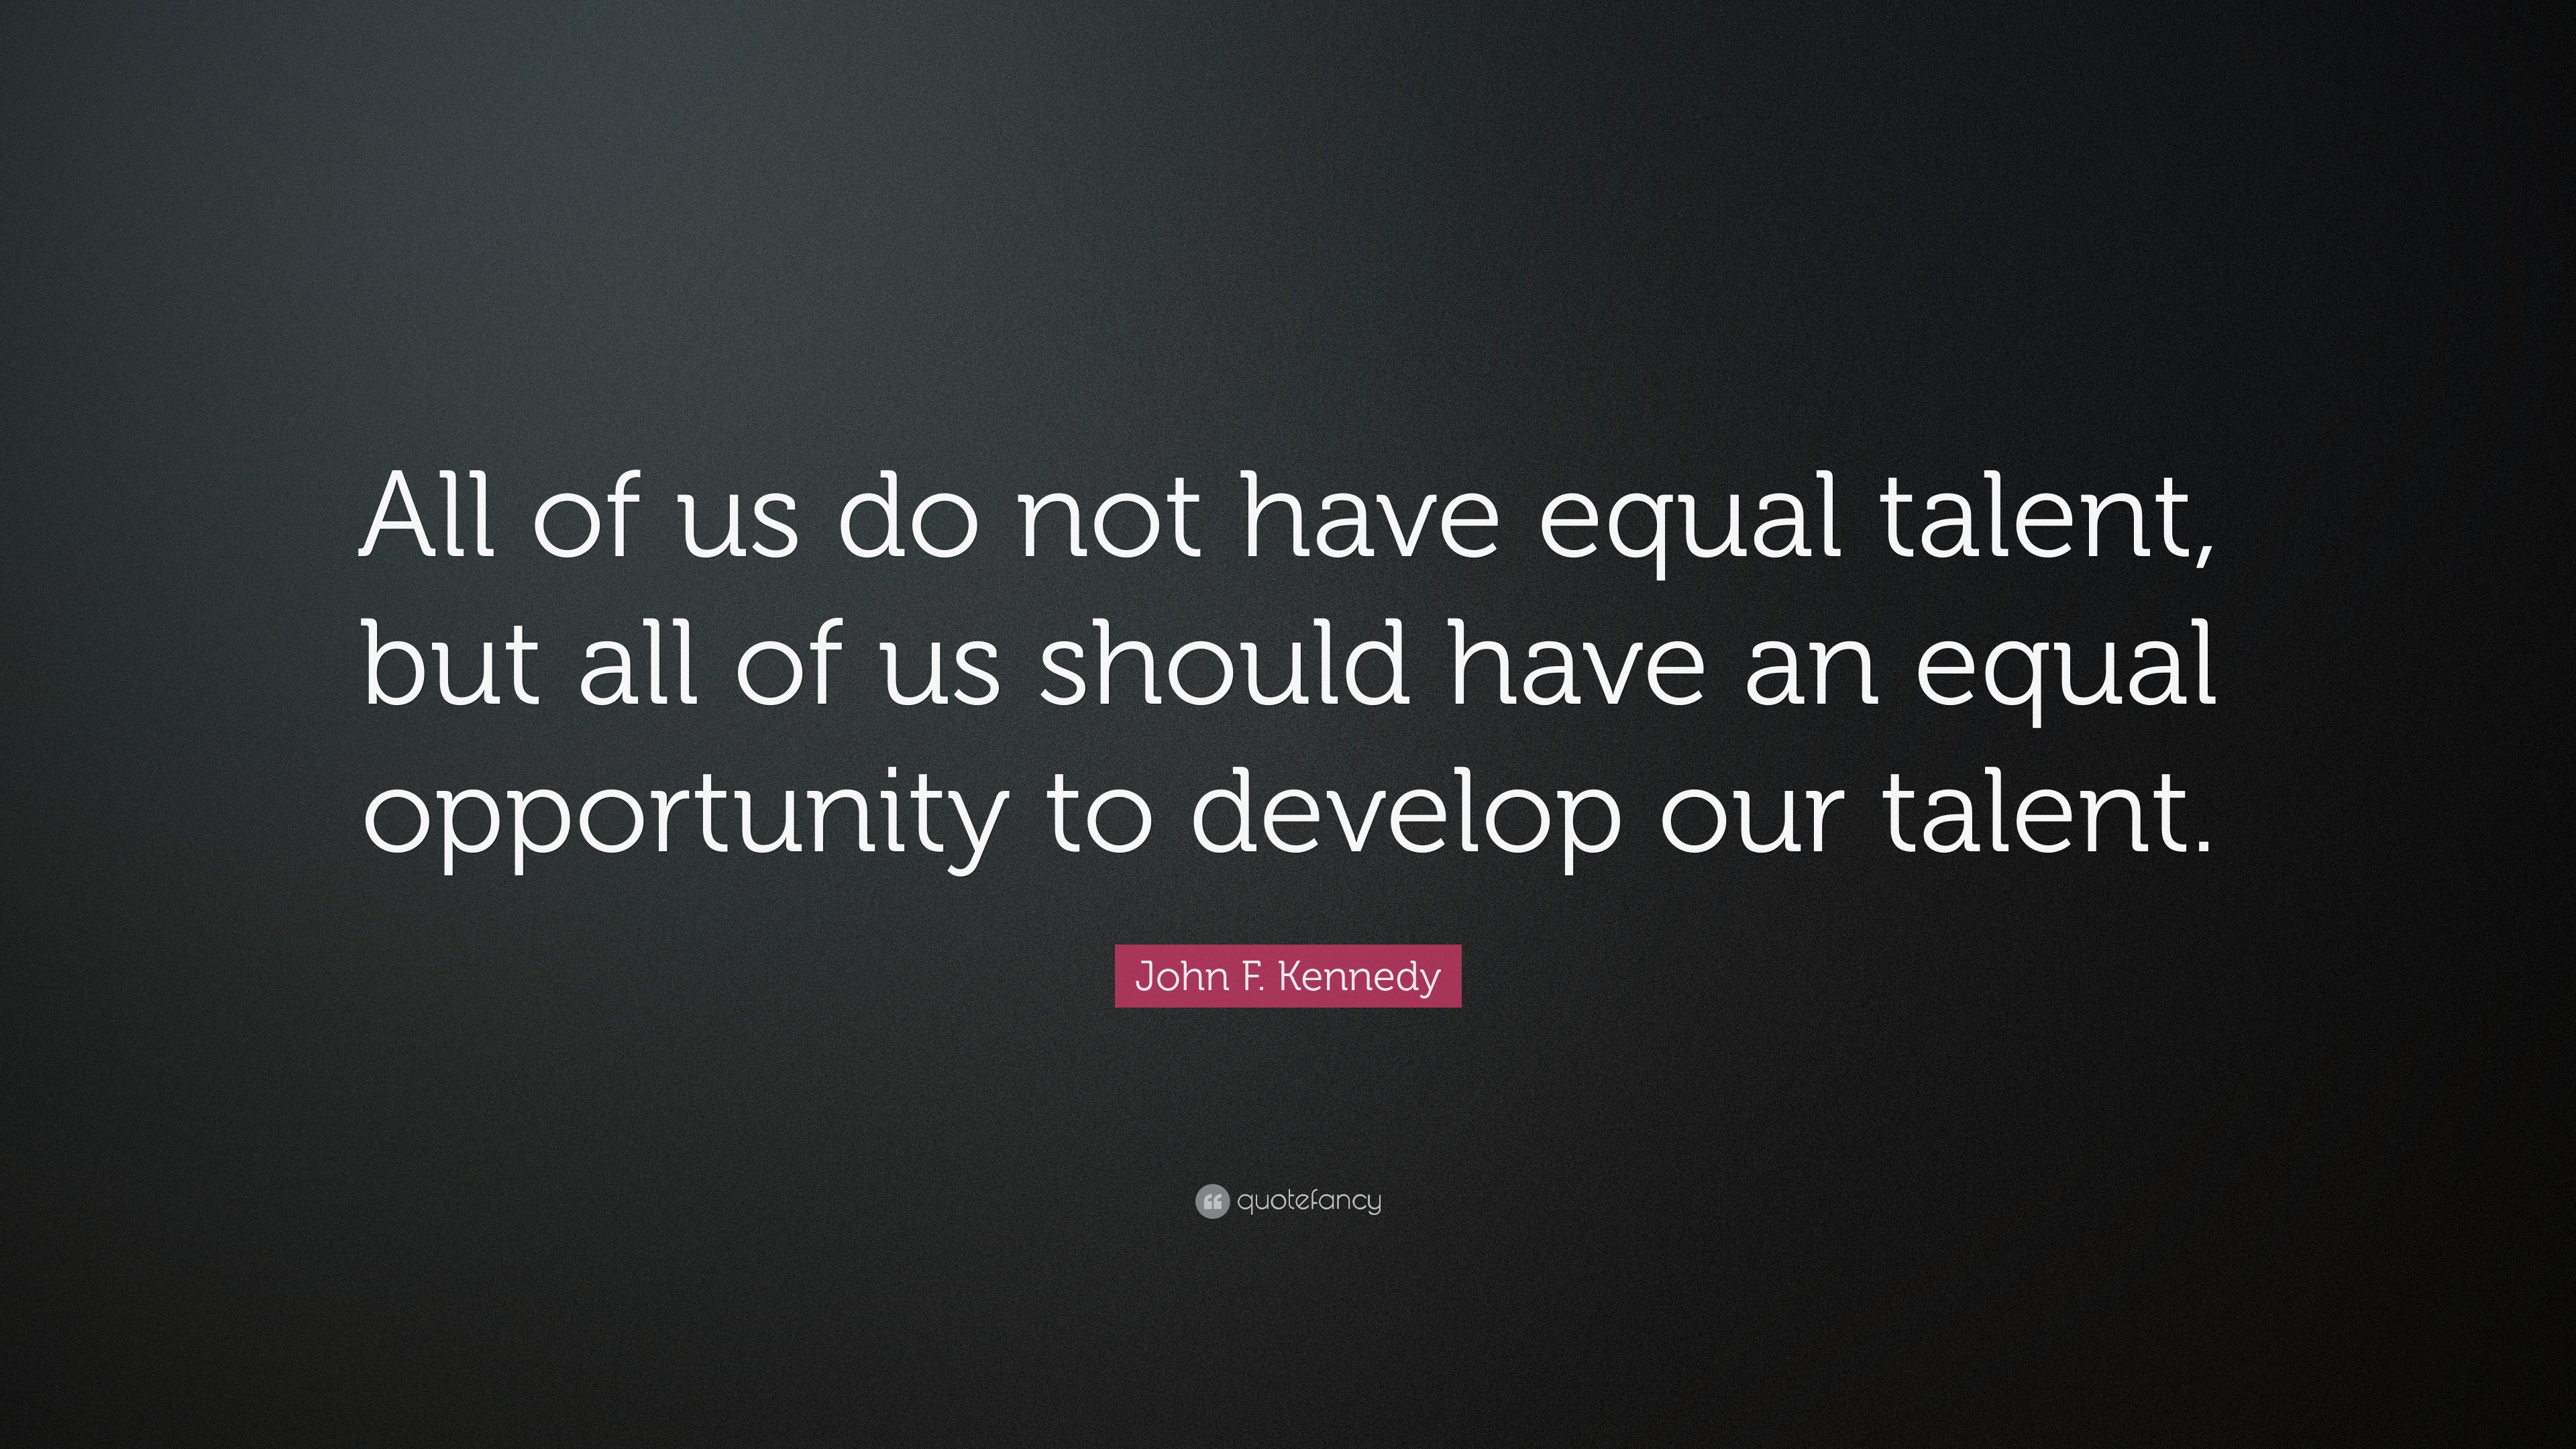 All of us do not have equal talent,
but all of us should have an equal
opportunity to develop our talent.
John F. Kennedy
quotefancy